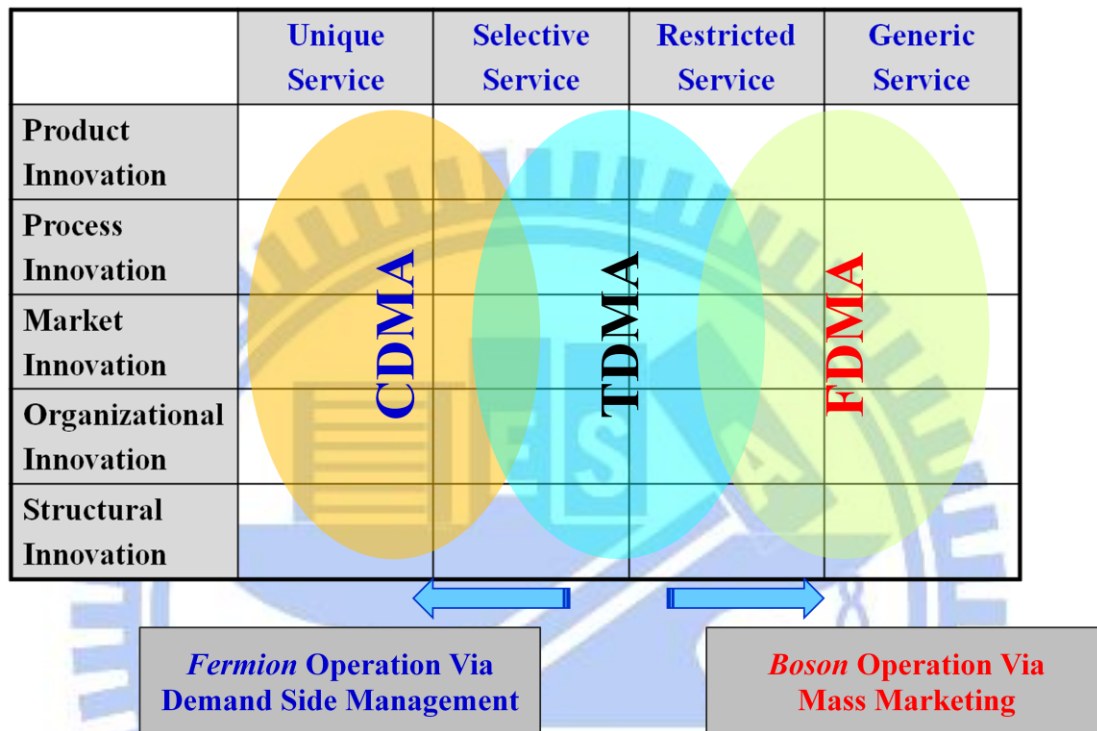 Unique Service
Selective Service
Restricted Service
Generic Service
Product
Innovation
Process
Innovation
Market
Innovation
Organizational
Innovation
Structural
Innovation
CDMA
TDMA
FDMA
E
S
A
Fermion Operation Via
Demand Side Management
Boson Operation Via
Mass Marketing